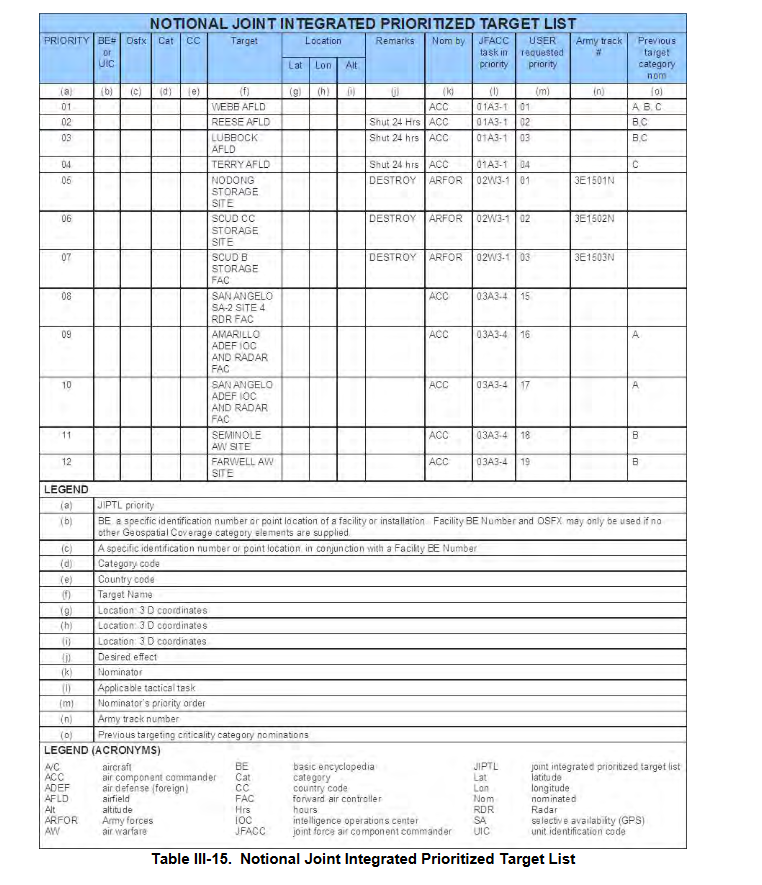 NOTIONAL JOINT INTEGRATED PRIORITIZED TARGET LIST
PRIORITY BE# or UIC Osfx Cat CC Target Location Lat Lon Alt Remarks Nom by JFACC task in priority USER requested priority Army track # Previous target category nom
(a) (b) (c) (d) (e) (f) (g) (h) (i) (j) (k) (l) (m) (n) (o)
01 WEBB AFLD ACC 01A3-1 01 A, B, C
02 REESE AFLD Shut 24 Hrs ACC 01A3-1 02 B,C
03 LUBBOCK AFLD Shut 24 hrs ACC 01A3-1 03 B,C
04 TERRY AFLD Shut 24 hrs ACC 01A3-1 04 C
05 NODONG STORAGE SITE DESTROY ARFOR 02W3-1 01 3E1501N
06 SCUD CC STORAGE SITE DESTROY ARFOR 02W3-1 02 3E1502N
07 SCUD B STORAGE FAC DESTROY ARFOR 02W3-1 03 3E1503N
08 SAN ANGELO SA-2 SITE 4 RDR FAC ACC 03A3-4 15
09 AMARILLO ADEF IOC AND RADAR FAC ACC 03A3-4 16 A
10 SAN ANGELO ADEF IOC AND RADAR FAC ACC 03A3-4 17 A
11 SEMINOLE AW SITE ACC 03A3-4 18 B
12 FARWELL AW SITE ACC 03A3-4 19 B
LEGEND
(a) JIPTL priority
(b) BE a specific identification number or point location of a facility or installation. Facility BE Number and OSFX may only be used if no
other Geospatial Coverage category elements are supplied
(c) A specific identification number or point location in conjunction with a Facility BE Number
(d) Category code
(e) Country code
(f) Target Name
(g) Location: 3 D coordinates
(h) Location: 3 D coordinates
(i) Location: 3 D coordinates
(j) Desired effect
(k) Nominator
(l) Applicable tactical task
(m) Nominator's priority order
(n) Army track number
(o) Previous targeting criticality category nominations
LEGEND (ACRONYMS)
A/C aircraft BE basic encyclopedia JIPTL joint integrated prioritized target list
ACC air component commander Cat category Lat latitude
ADEF air defense (foreign) CC country code Lon longitude
AFLD airfield FAC forward air controller Nom nominated
Alt altitude Hrs hours RDR Radar
ARFOR Army forces IOC intelligence operations center SA selective availability (GPS)
AW air warfare JFACC joint force air component commander UIC unit identification code
Table III-15. Notional Joint Integrated Prioritized Target List